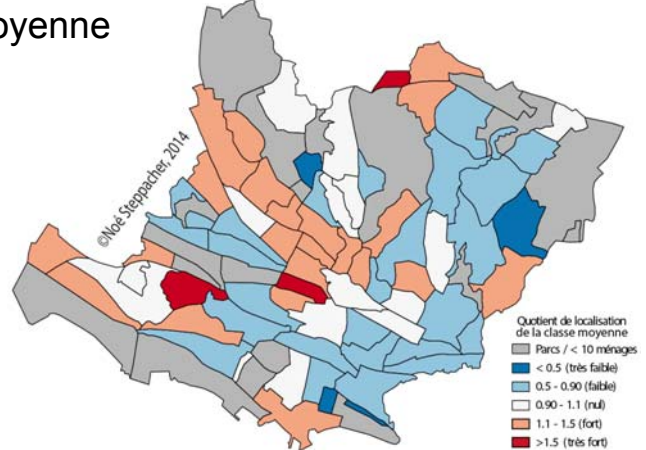 oyenne
©Noé Steppacher, 2014
Quotient de localisation
de la classe moyenne
Parcs / < 10 ménages
< 0.5 (très faible)
0.5 - 0.90 (faible)
0.90 - 1.1 (nul)
1.1 - 1.5 (fort)
>1.5 (très fort)